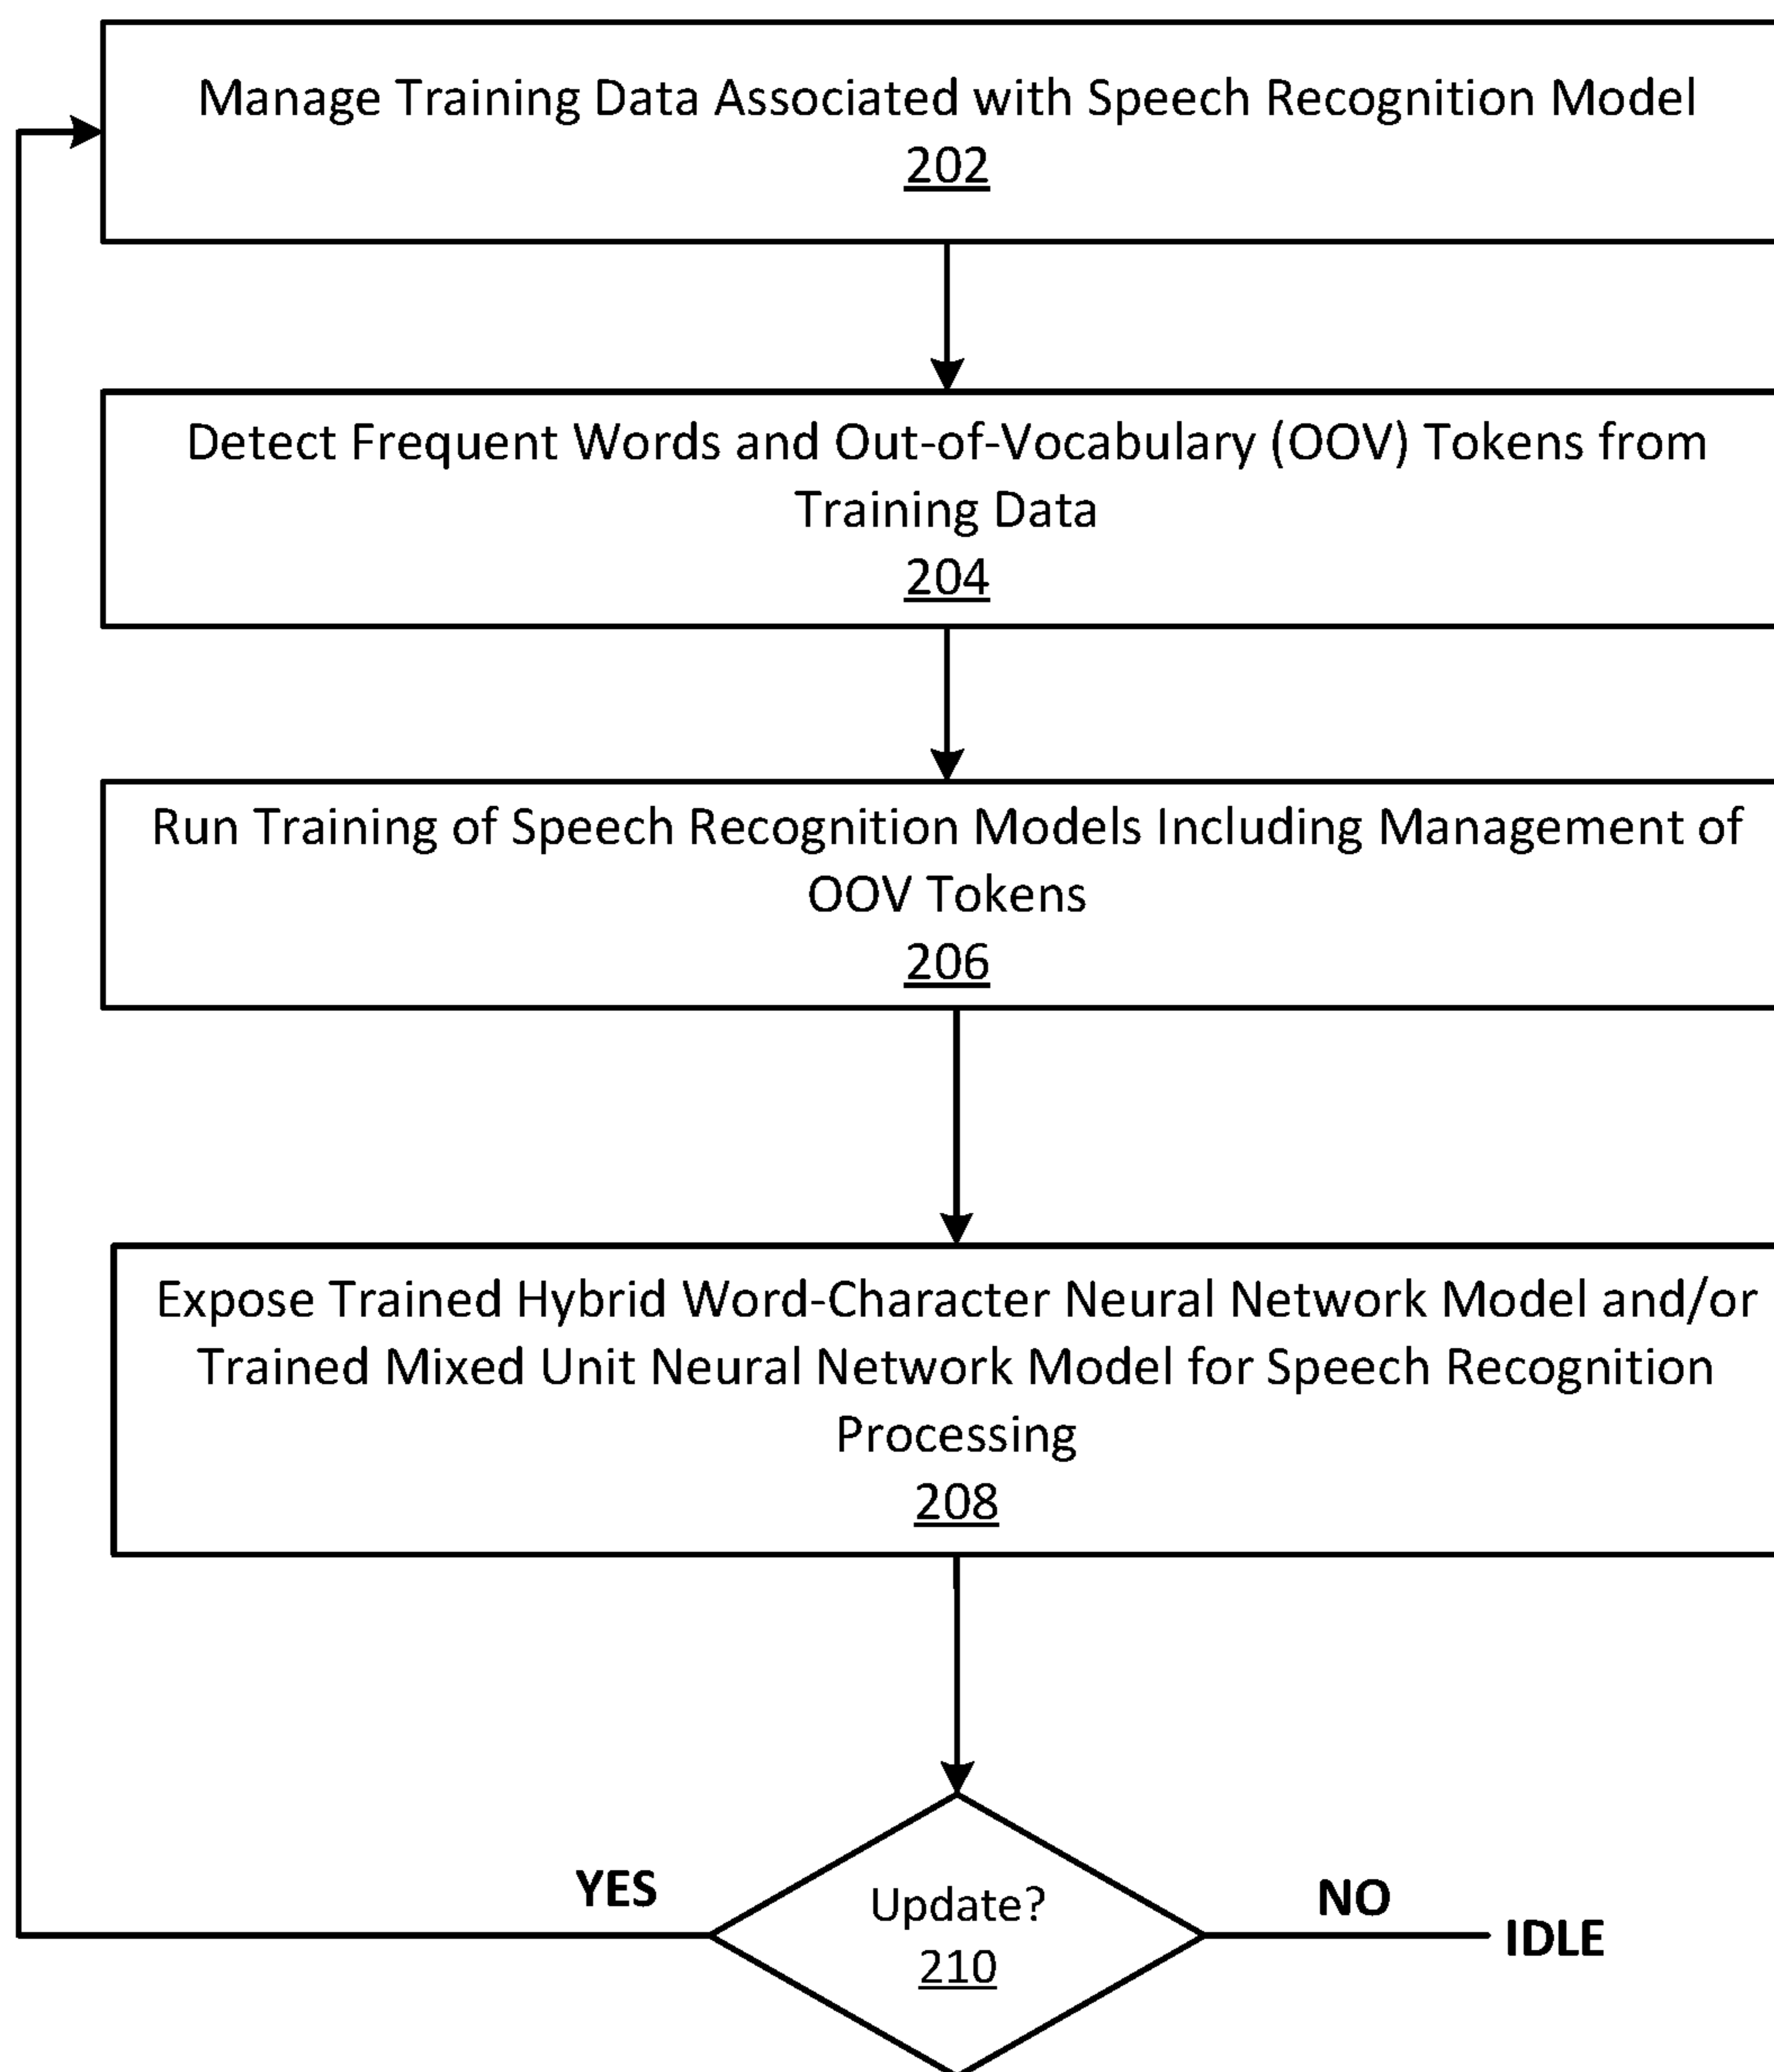 Manage Training Data Associated with Speech Recognition Model
202
Detect Frequent Words and Out-of-Vocabulary (OOV) Tokens from
Training Data
204
Run Training of Speech Recognition Models Including Management of
OOV Tokens
206
Expose Trained Hybrid Word-Character Neural Network Model and/or
Trained Mixed Unit Neural Network Model for Speech Recognition
Processing
208
YES
Update?
210
NO
IDLE